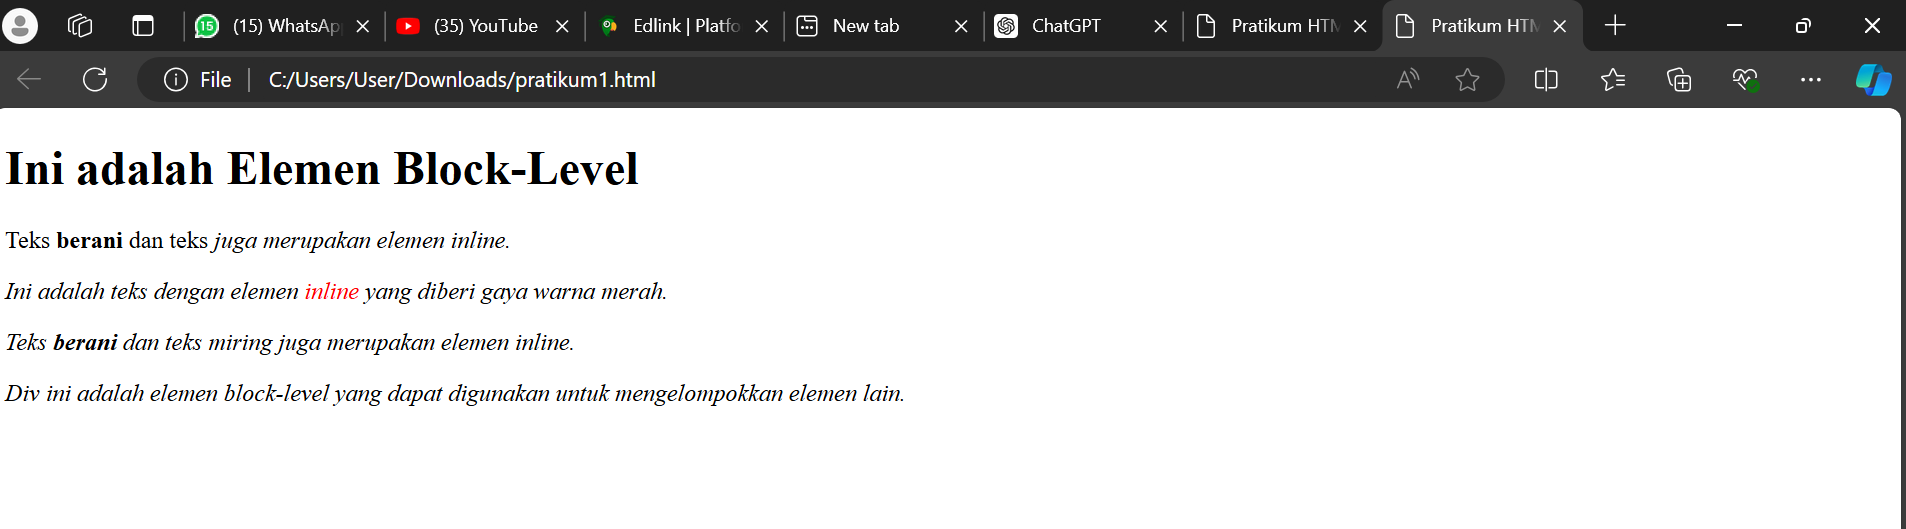 15 (15) WhatsApp (35) YouTube Edlink | Platfo New tab ChatGPT Pratikum HTM Pratikum HTM
File C:/Users/User/Downloads/pratikum1.html A
Ini adalah Elemen Block-Level
Teks berani dan teks juga merupakan elemen inline.
Ini adalah teks dengan elemen inline yang diberi gaya warna merah.
Teks berani dan teks miring juga merupakan elemen inline.
Div ini adalah elemen block-level yang dapat digunakan untuk mengelompokkan elemen lain.